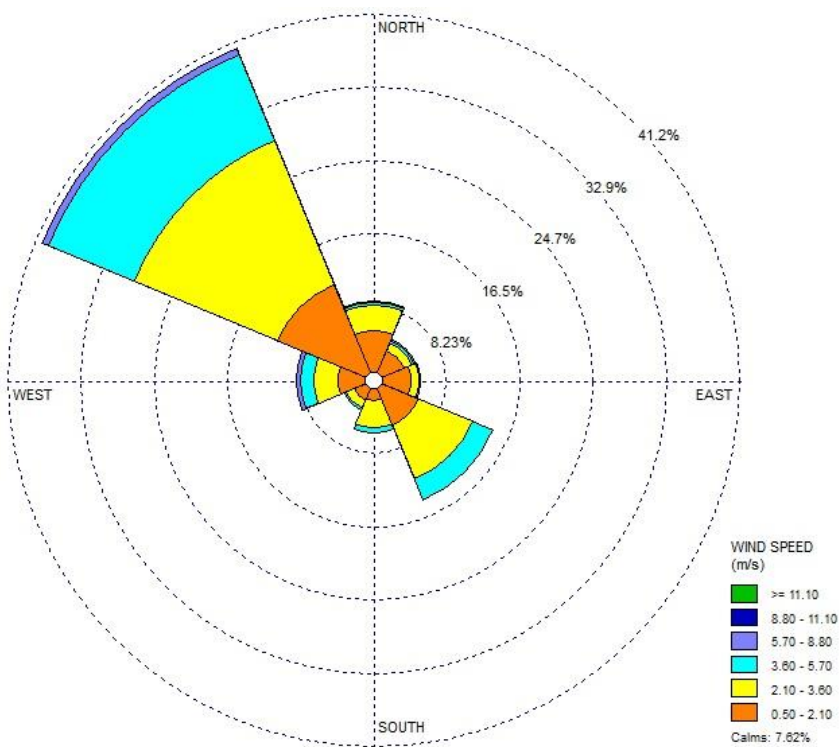 NORTH
41.2%
32.9%
24.7%
16.5%
8.23%
WEST
EAST
SOUTH
WIND SPEED
(m/s)
>= 11.10
8.80 - 11.10
5.70 - 8.80
3.60 - 5.70
2.10 - 3.60
0.50 - 2.10
Calms: 7.62%